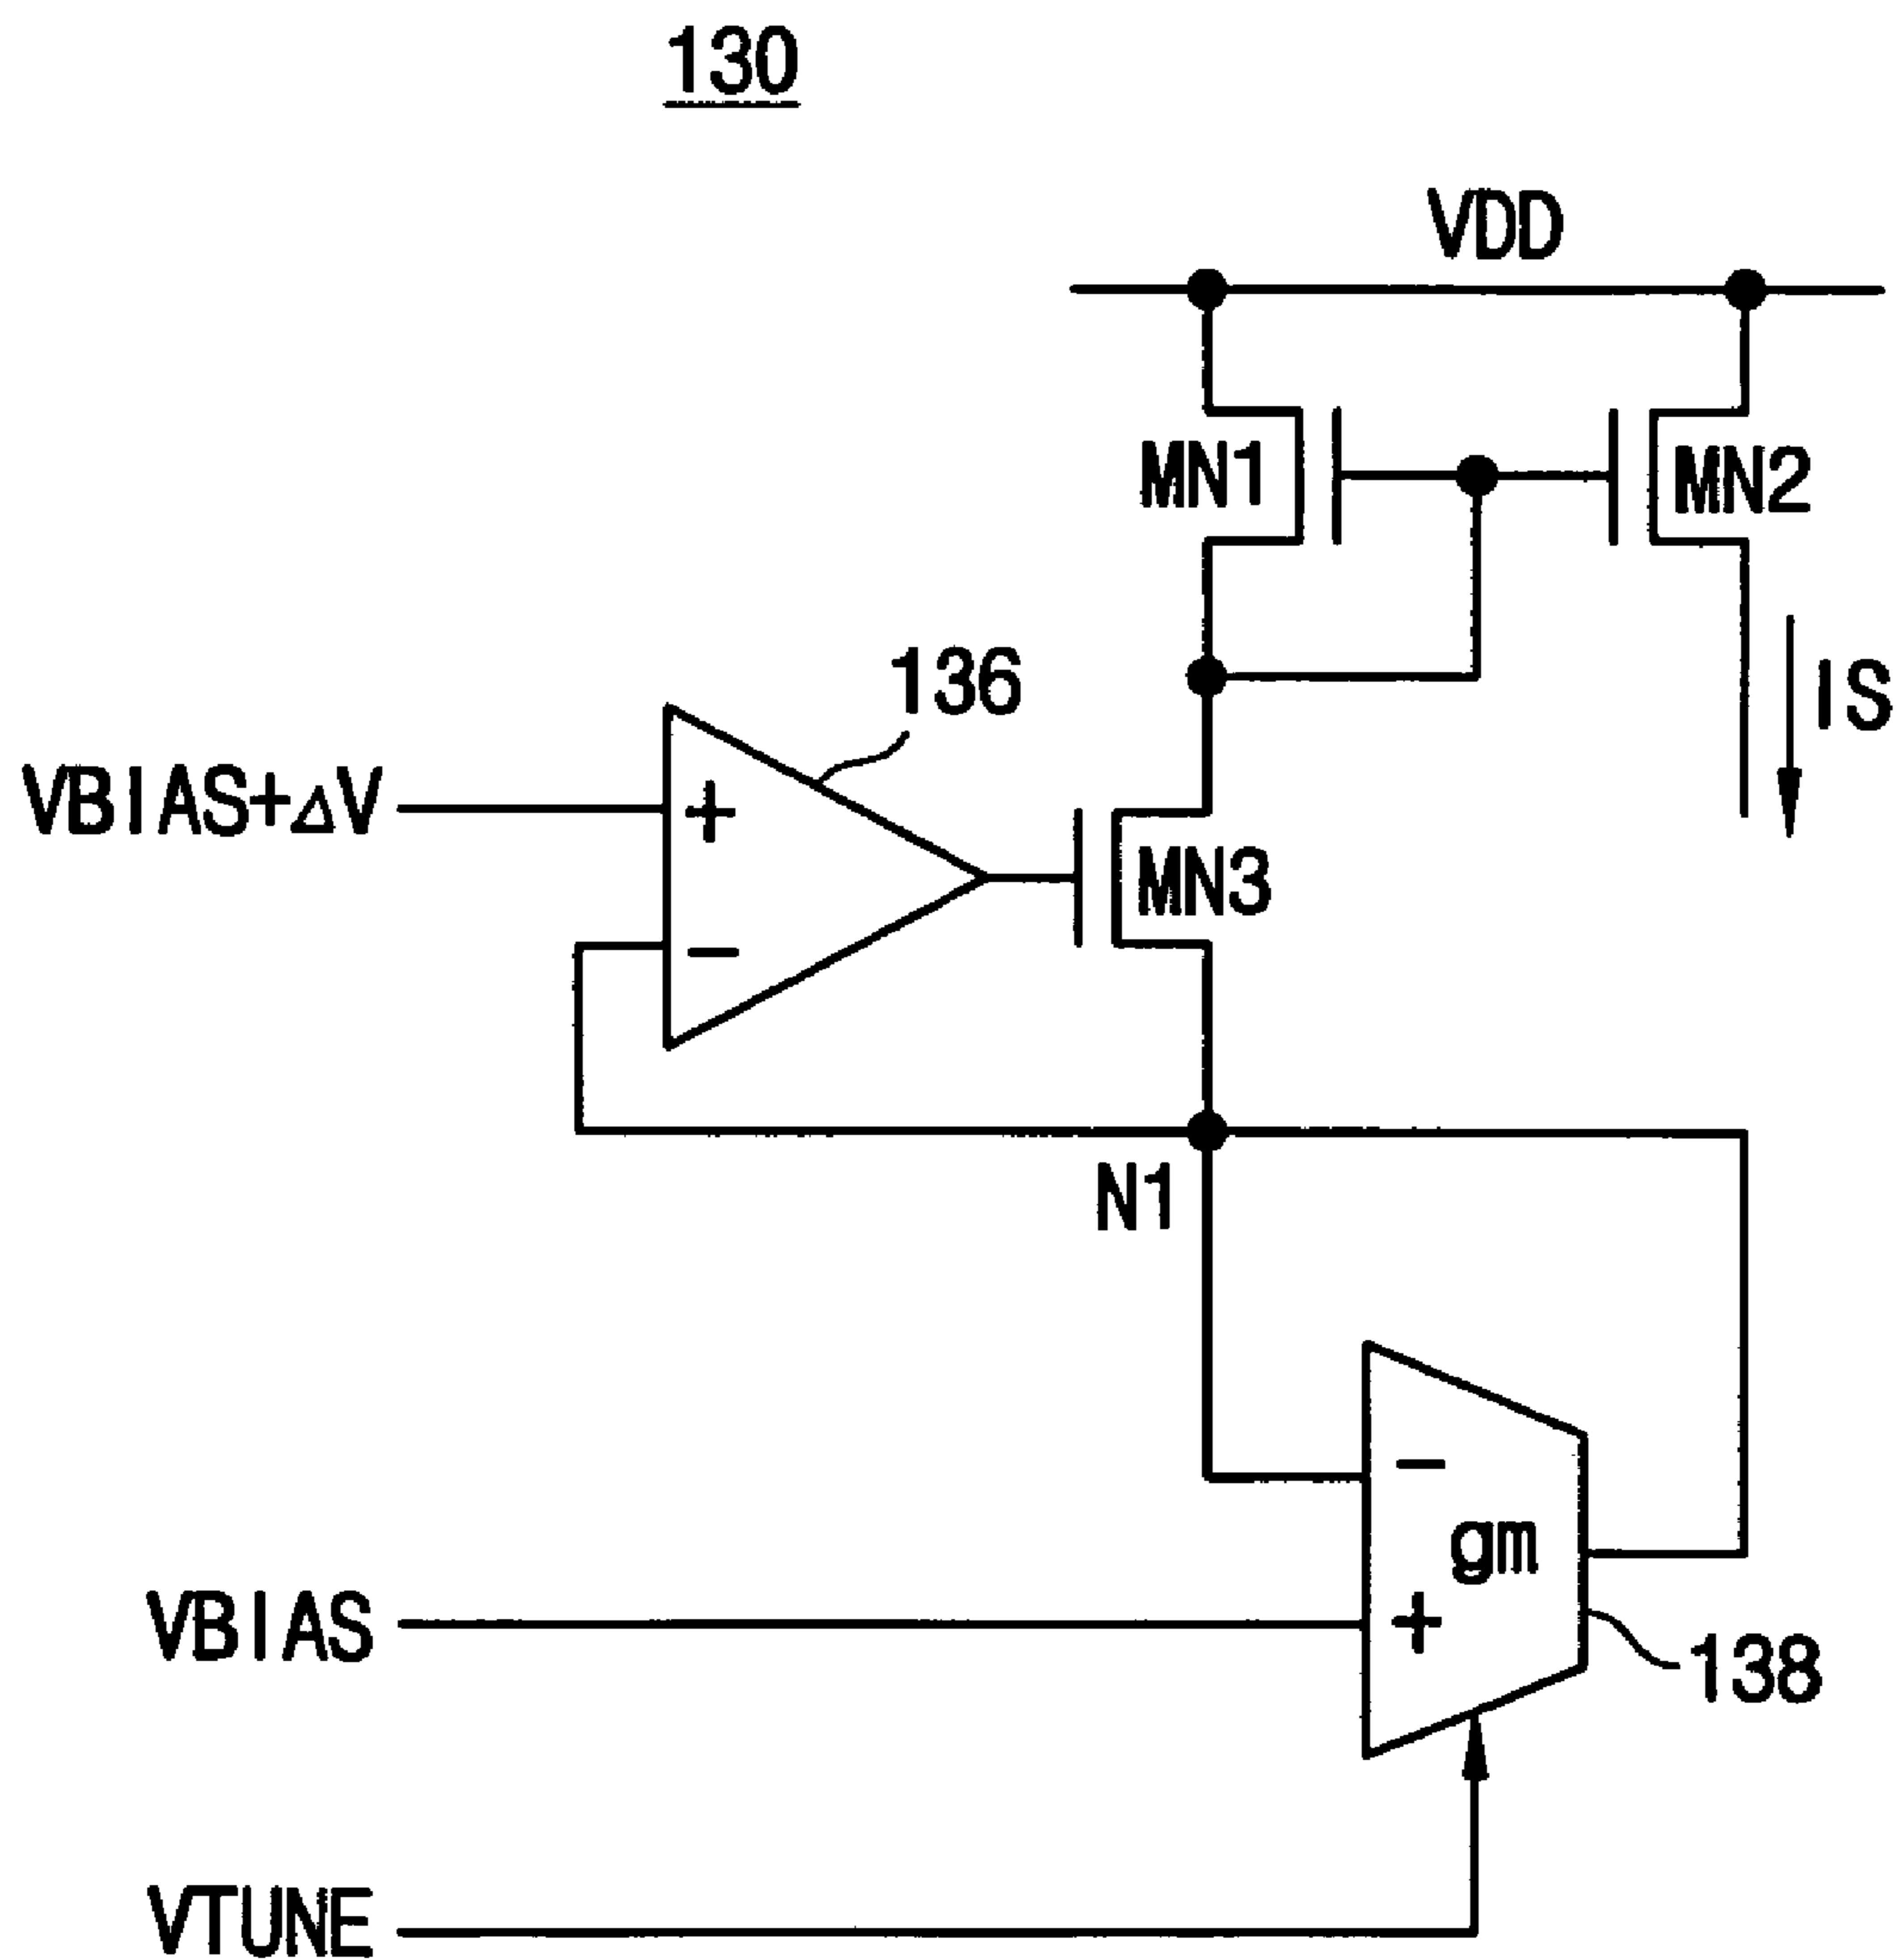 130
VDD
MN1
MN2
136
IS
VBIAS+ΔV
+
MN3
−
N1
−
gm
VBIAS
+
138
VTUNE